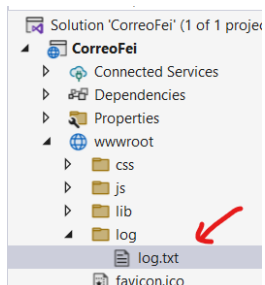 Solution 'CorreoFei' (1 of 1 projec
CorreoFei
Connected Services
Dependencies
Properties
wwwroot
css
js
lib
log
log.txt
favicon.ico